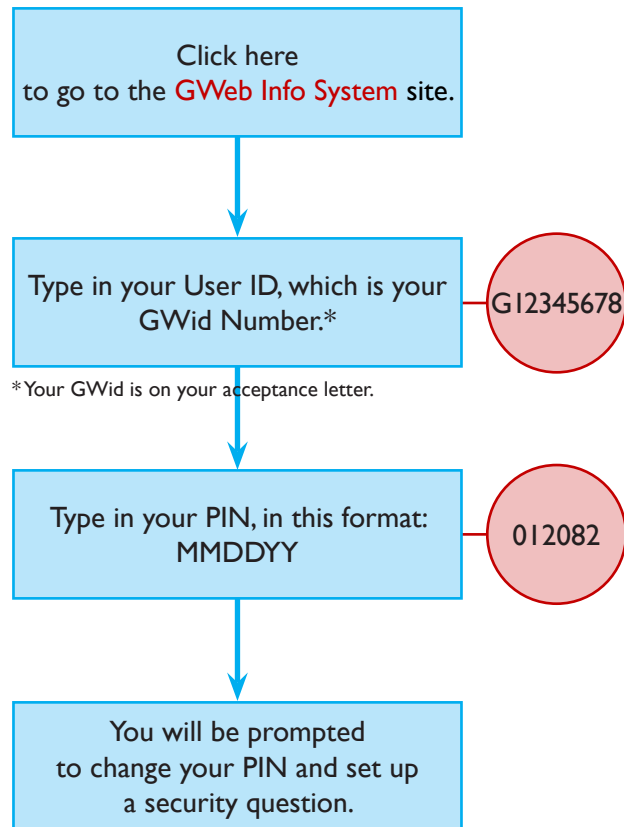 Click here
to go to the GWeb Info System site.
Type in your User ID, which is your
GWid Number.*
G12345678
* Your GWid is on your acceptance letter.
Type in your PIN, in this format:
MMDDYY
012082
You will be prompted
to change your PIN and set up
a security question.